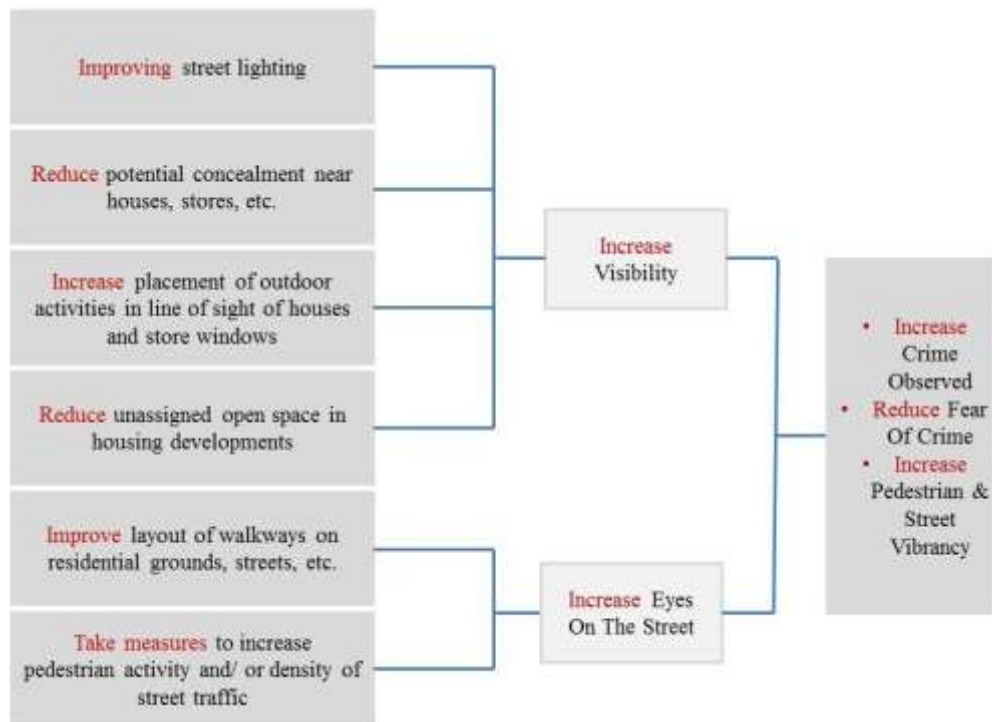 Improving street lighting
Reduce potential concealment near
houses, stores, etc.
Increase placement of outdoor
activities in line of sight of houses
and store windows
Reduce unassigned open space in
housing developments
Improve layout of walkways on
residential grounds, streets, etc.
Take measures to increase
pedestrian activity and/ or density of
street traffic
Increase
Visibility
Increase Eyes
On The Street
• Increase
Crime
Observed
• Reduce Fear
Of Crime
• Increase
Pedestrian &
Street
Vibrancy